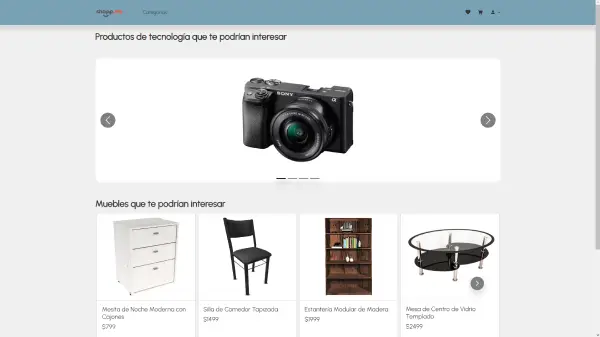 Categorías
Productos de tecnología que te podrían interesar
SONY
α
Muebles que te podrían interesar
Mesita de Noche Moderna con
Cajones
$799
Silla de Comedor Tapizada
$1499
Estantería Modular de Madera
$1999
Mesa de Centro de Vidrio
Templado
$2499